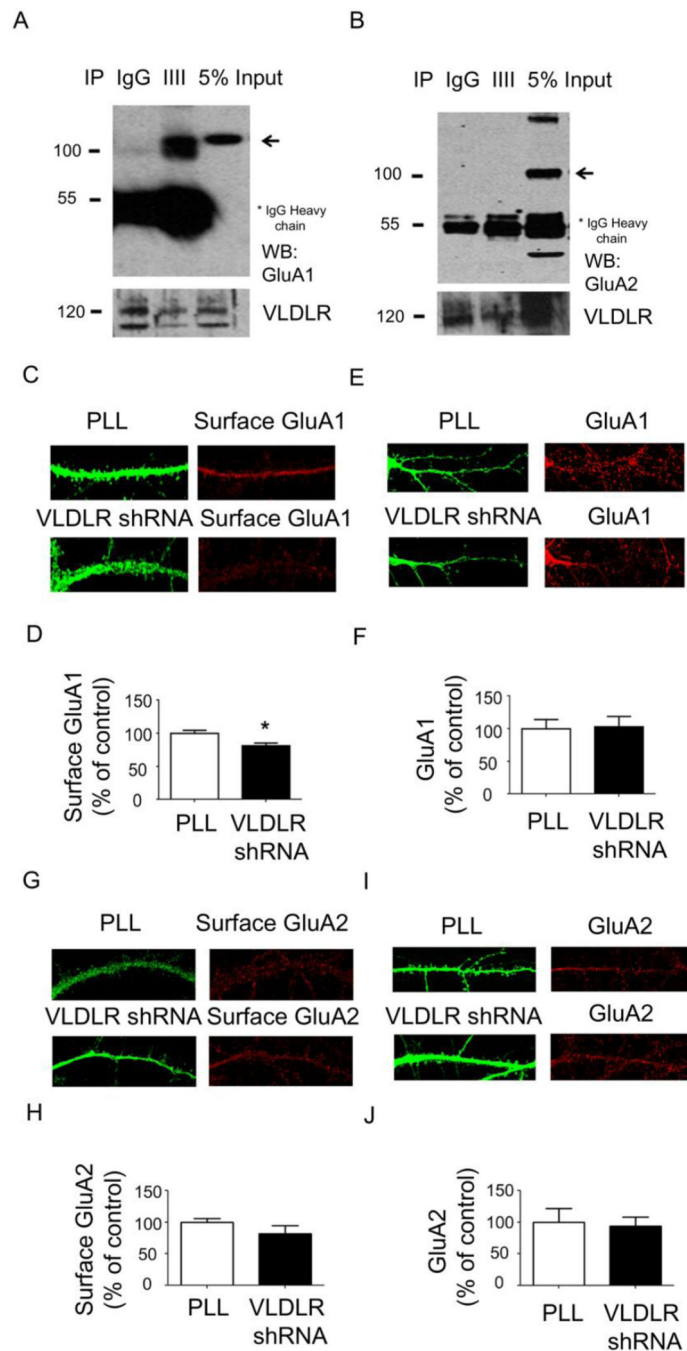 A
IP IgG IIII 5% Input
100
55
* IgG Heavy
chain
WB:
GluA1
120
VLDLR
B
IP IgG IIII 5% Input
100
55
* IgG Heavy
chain
WB:
GluA2
120
VLDLR
C
PLL Surface GluA1
VLDLR shRNA Surface GluA1
E
PLL GluA1
VLDLR shRNA GluA1
D
Surface GluA1
(% of control)
150
100
50
0
*
PLL VLDLR
shRNA
F
GluA1
(% of control)
150
100
50
0
PLL VLDLR
shRNA
G
PLL Surface GluA2
VLDLR shRNA Surface GluA2
I
PLL GluA2
VLDLR shRNA GluA2
H
Surface GluA2
(% of control)
150
100
50
0
PLL VLDLR
shRNA
J
GluA2
(% of control)
150
100
50
0
PLL VLDLR
shRNA